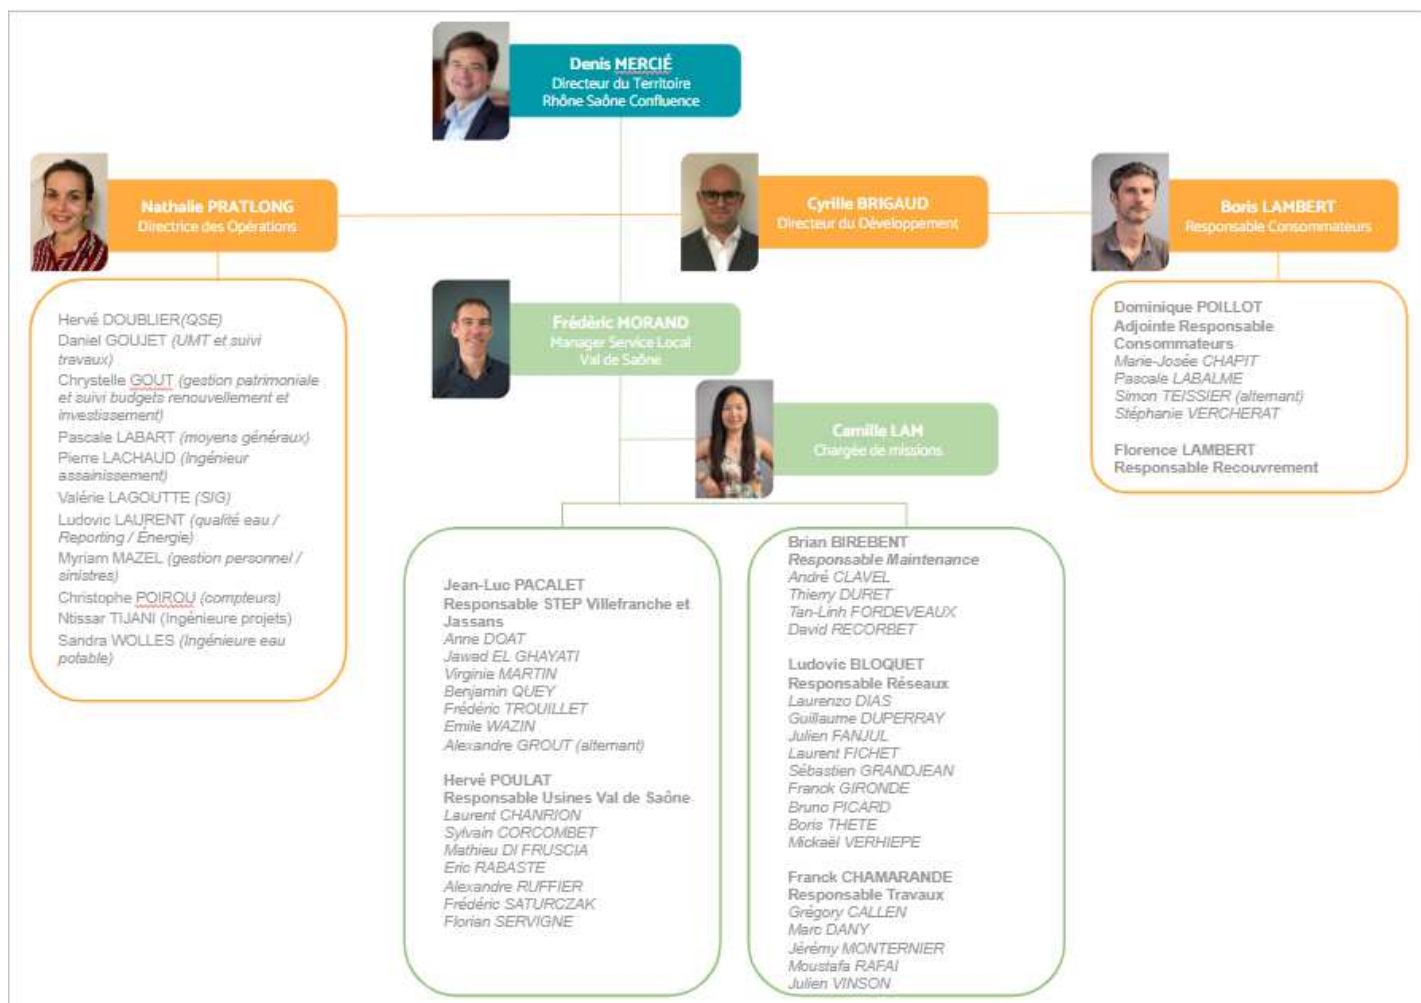 Denis MERCIÉ
Directeur du Territoire
Rhône Saône Confluence
Nathalie PRATLONG
Directrice des Opérations
Cyrille BRIGAUD
Directeur du Développement
Boris LAMBERT
Responsable Consommateurs
Hervé DOUBLIER(QSE)
Daniel GOUJET (UMT et suivi
travaux)
Chrystelle GOUT (gestion patrimoniale
et suivi budgets renouvellement et
investissement)
Pascale LABART (moyens généraux)
Pierre LACHAUD (Ingénieur
assainissement)
Valérie LAGOUTTE (SIG)
Ludovic LAURENT (qualité eau /
Reporting / Énergie)
Myriam MAZEL (gestion personnel /
sinistres)
Christophe POIROU (compteurs)
Ntissar TIJANI (Ingénieure projets)
Sandra WOLLES (Ingénieure eau
potable)
Frédéric MORAND
Manager Service Local
Val de Saône
Camille LAM
Chargée de missions
Dominique POILLOT
Adjointe Responsable
Consommateurs
Marie-Josée CHAPIT
Pascale LABALME
Simon TEISSIER (alternant)
Stéphanie VERCHERAT
Florence LAMBERT
Responsable Recouvrement
Jean-Luc PACALET
Responsable STEP Villefranche et
Jassans
Anne DOAT
Jawad EL GHAYATI
Virginie MARTIN
Benjamin QUEY
Frédéric TROUILLET
Emile WAZIN
Alexandre GROUT (alternant)
Hervé POULAT
Responsable Usines Val de Saône
Laurent CHANRION
Sylvain CORCOMBET
Mathieu DI FRUSCIA
Eric RABASTE
Alexandre RUFFIER
Frédéric SATURCZAK
Florian SERVIGNE
Brian BIREBENT
Responsable Maintenance
André CLAVEL
Thierry DURET
Tan-Linh FORDEVEAUX
David RECORBET
Ludovic BLOQUET
Responsable Réseaux
Laurenzo DIAS
Guillaume DUPERRAY
Julien FANJUL
Laurent FICHET
Sébastien GRANDJEAN
Franck GIRONDE
Bruno PICARD
Boris THETE
Mickaël VERHIEPE
Franck CHAMARANDE
Responsable Travaux
Grégory CALLEN
Marc DANY
Jérémy MONTERNIER
Moustafa RAFAI
Julien VINSON